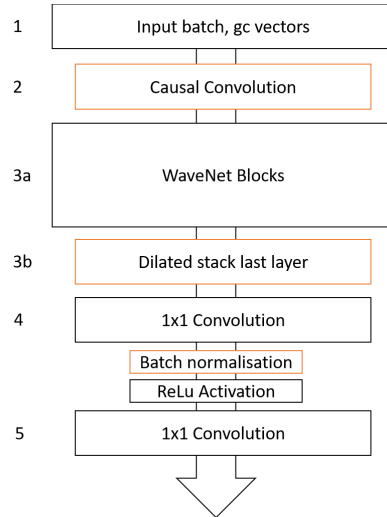 1 Input batch, gc vectors
2 Causal Convolution
3a WaveNet Blocks
3b Dilated stack last layer
4 1x1 Convolution
Batch normalisation
ReLu Activation
5 1x1 Convolution